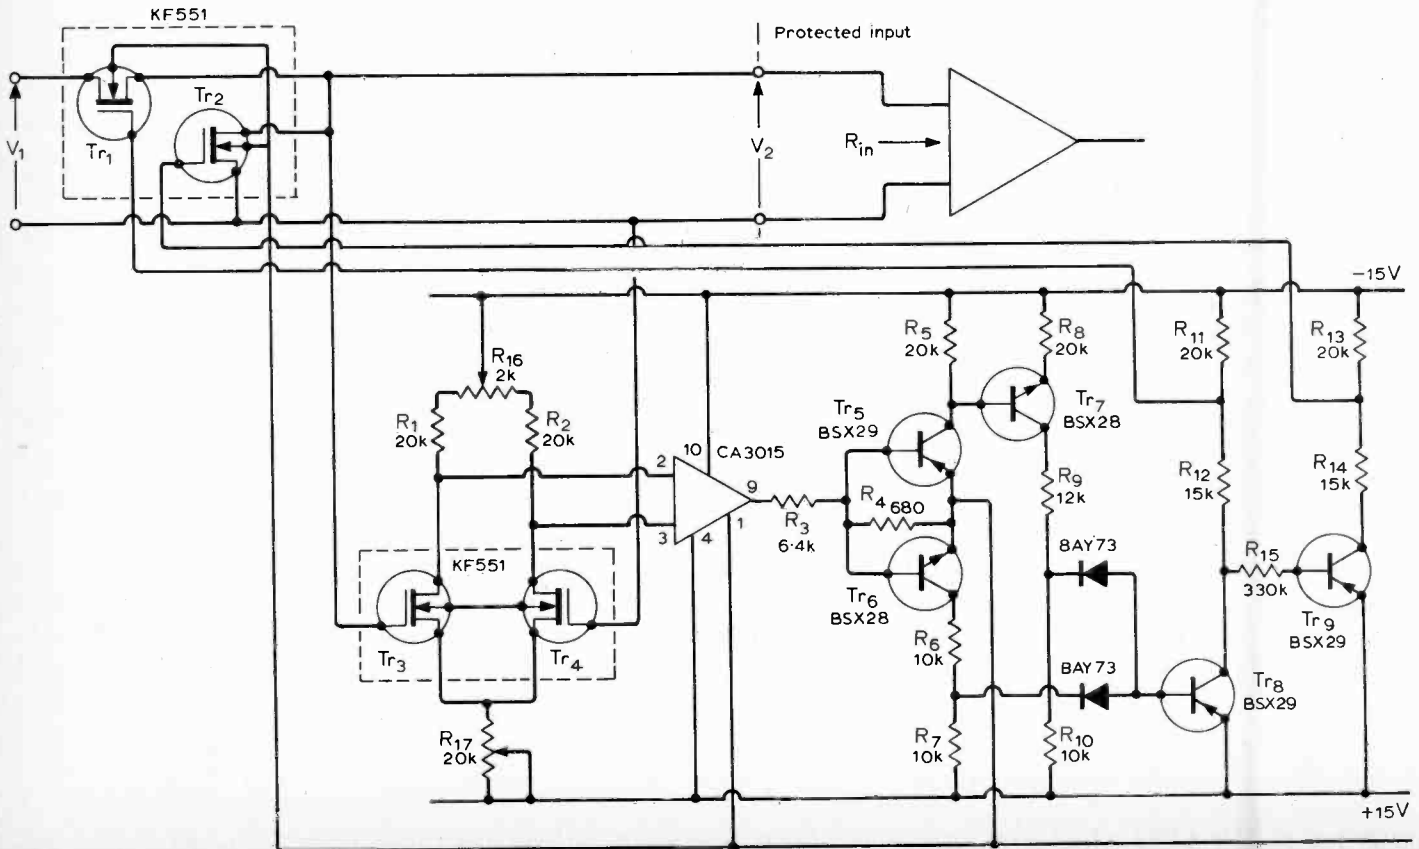 KF551
Protected input
V1
Tr1
Tr2
V2
Rin
-15V
R16
2k
R1
20k
R2
20k
2
3
10
4
CA3015
9
1
R3
6·4k
R4 680
R5
20k
Tr5
BSX29
Tr6
BSX28
R6
10k
R7
10k
R8
20k
Tr7
BSX28
R9
12k
BAY73
BAY73
R10
10k
R11
20k
R12
15k
R13
20k
R14
15k
R15
330k
Tr9
BSX29
Tr8
BSX29
KF551
Tr3
Tr4
R17
20k
+15V